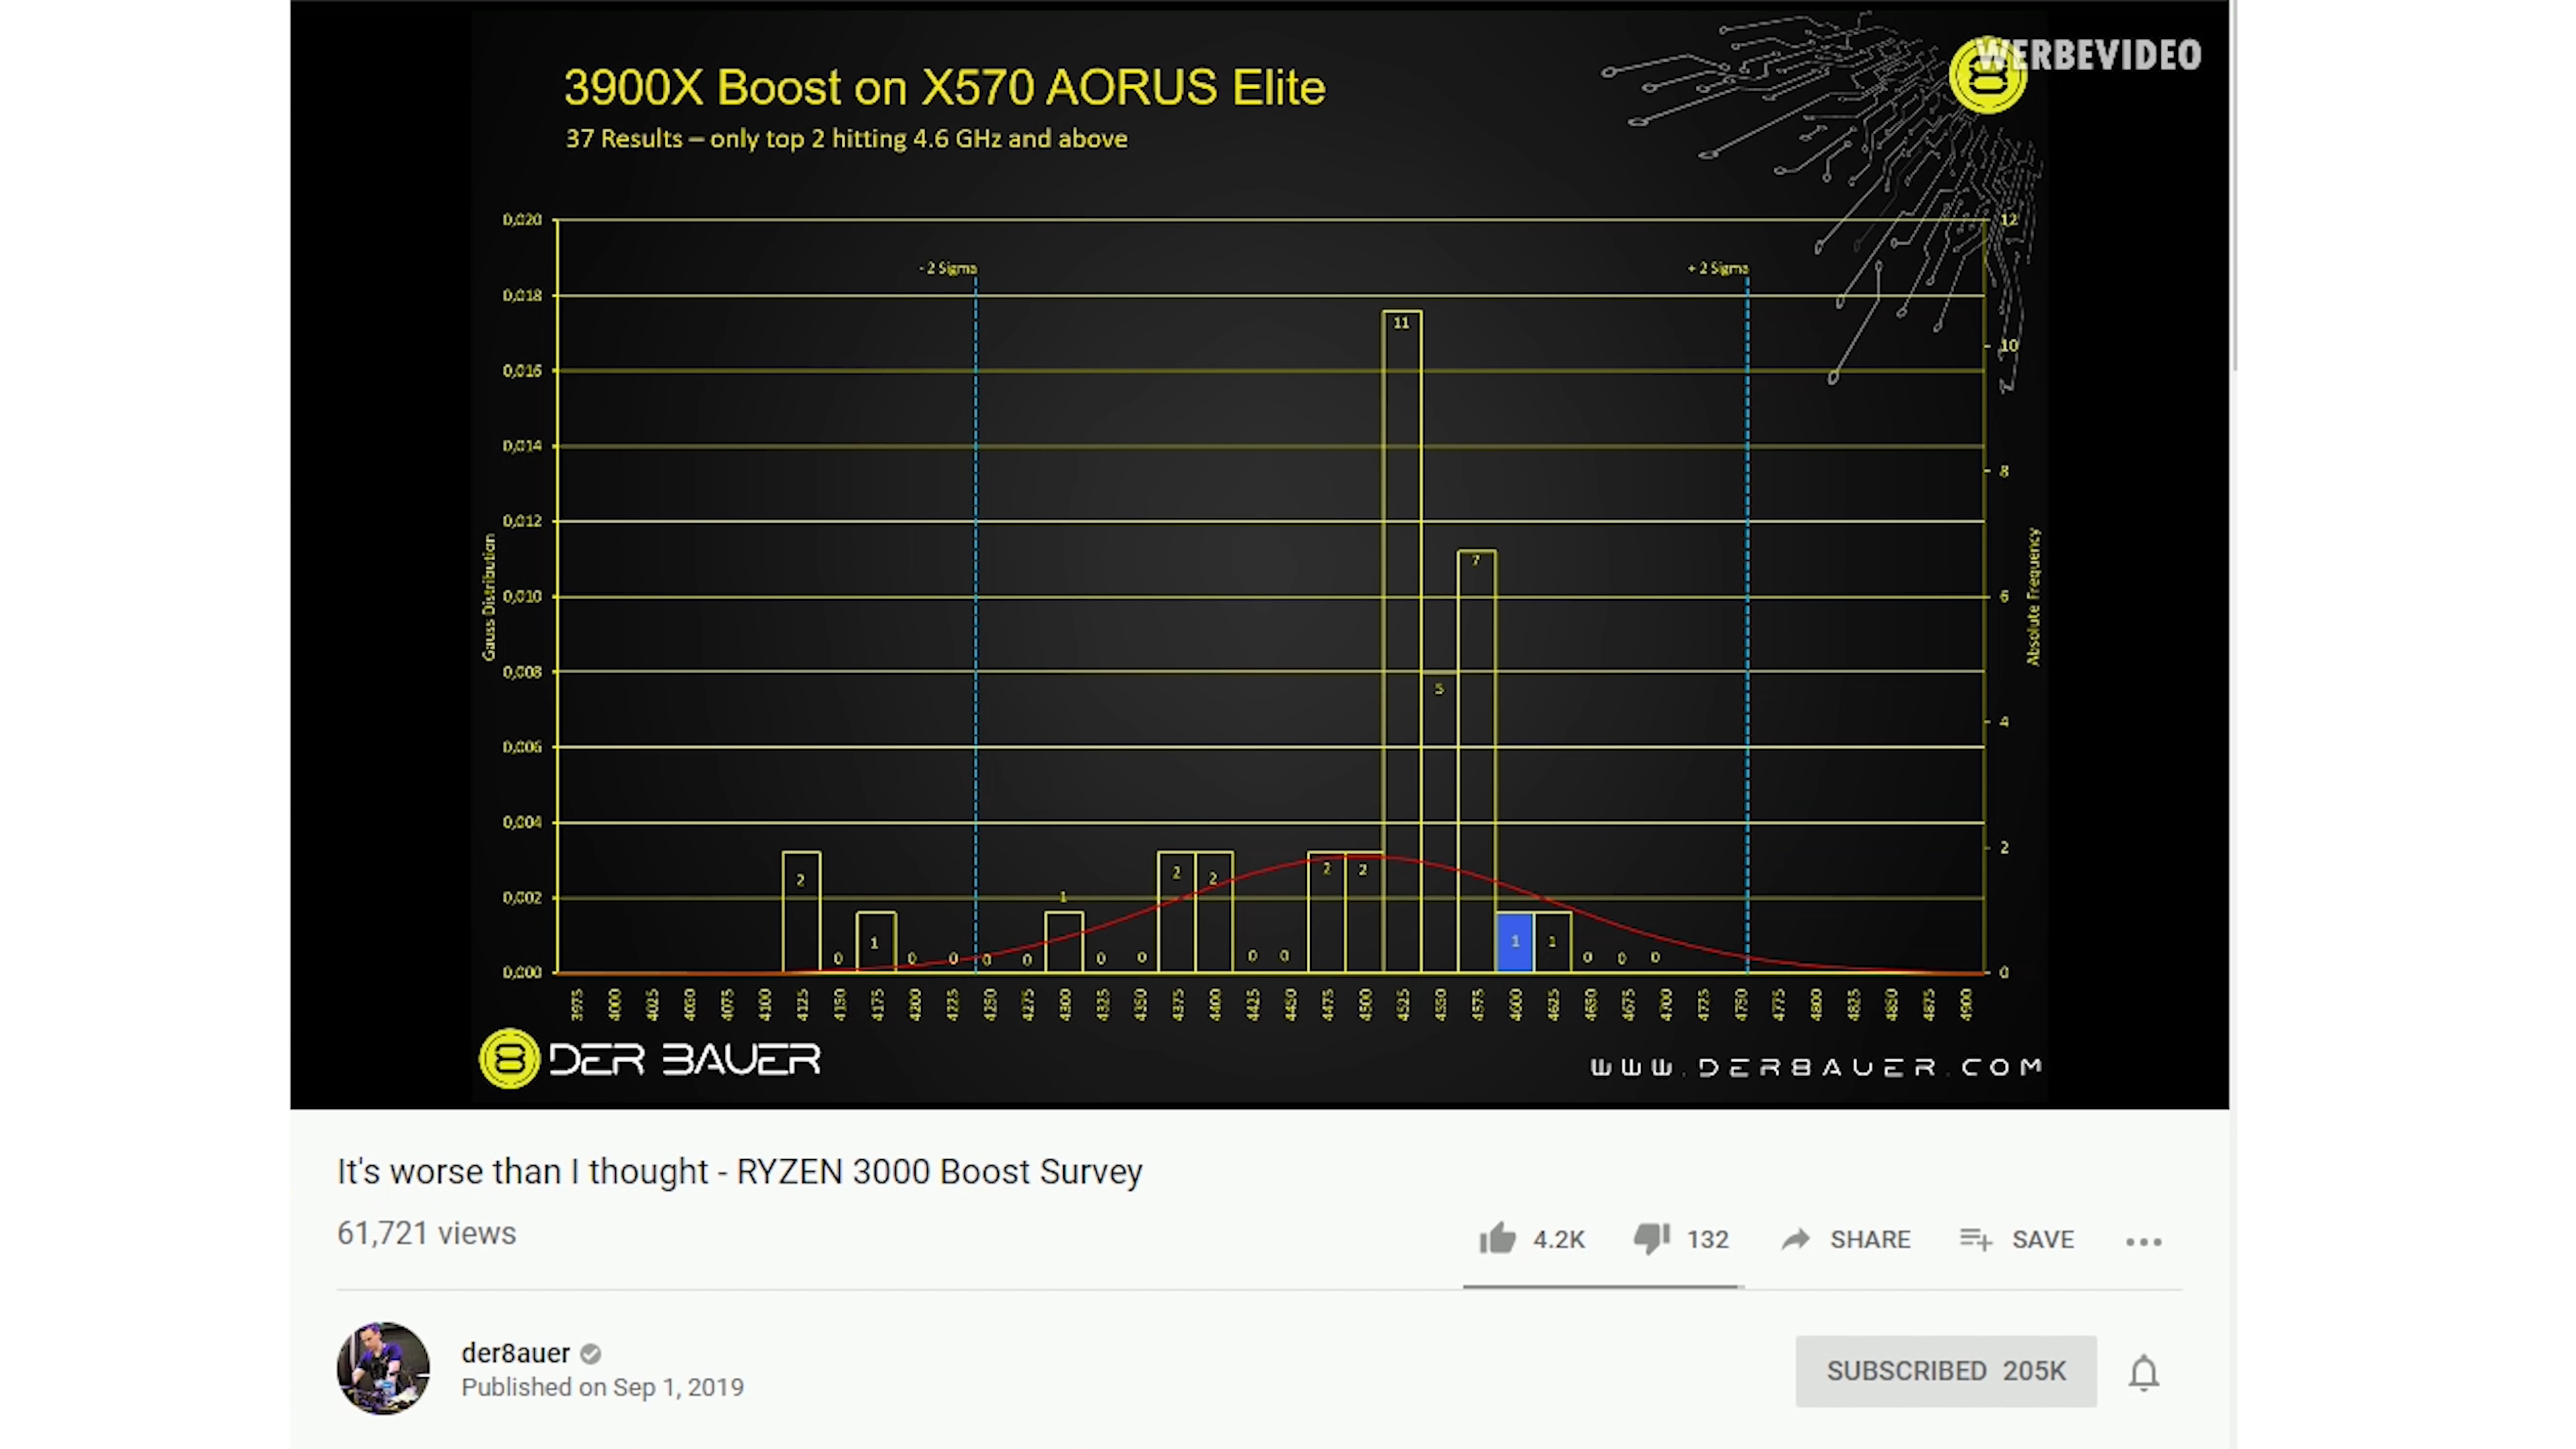 WERBEVIDEO
3900X Boost on X570 AORUS Elite
37 Results – only top 2 hitting 4.6 GHz and above
0,020
0,018
0,016
0,014
0,012
0,010
0,008
0,006
0,004
0,002
0,000
Gauss Distribution
- 2 Sigma
+ 2 Sigma
12
10
8
6
4
2
0
Absolute Frequency
2 0 1 0 0 0 0 1 0 0 2 2 0 0 2 2 11 5 7 1 1 0 0 0
3975 4000 4025 4050 4075 4100 4125 4150 4175 4200 4225 4250 4275 4300 4325 4350 4375 4400 4425 4450 4475 4500 4525 4550 4575 4600 4625 4650 4675 4700 4725 4750 4775 4800 4825 4850 4875 4900
8 DER 8AUER
WWW.DER8AUER.COM
It's worse than I thought - RYZEN 3000 Boost Survey
61,721 views
4.2K 132 SHARE SAVE
der8auer
Published on Sep 1, 2019
SUBSCRIBED 205K